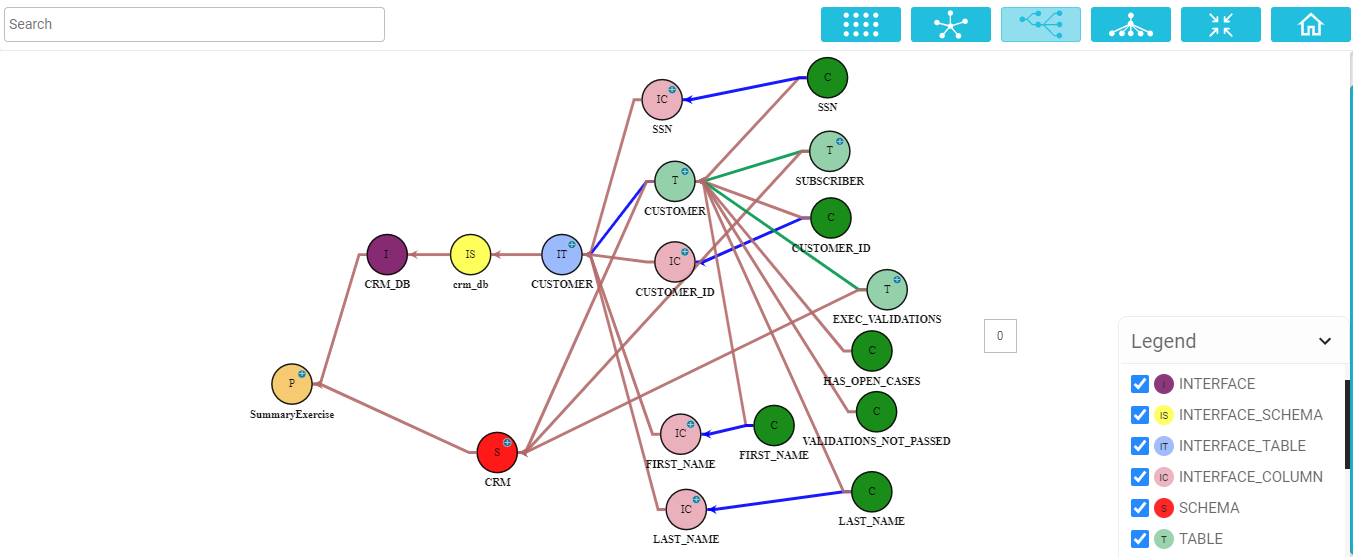 Search
C
SSN
IC
SSN
T
SUBSCRIBER
T
CUSTOMER
C
CUSTOMER_ID
I
CRM_DB
IS
crm_db
IT
CUSTOMER
IC
CUSTOMER_ID
T
EXEC_VALIDATIONS
0
C
HAS_OPEN_CASES
P
SummaryExercise
C
VALIDATIONS_NOT_PASSED
IC
FIRST_NAME
C
FIRST_NAME
S
CRM
C
LAST_NAME
IC
LAST_NAME
Legend
I INTERFACE
IS INTERFACE_SCHEMA
IT INTERFACE_TABLE
IC INTERFACE_COLUMN
S SCHEMA
T TABLE